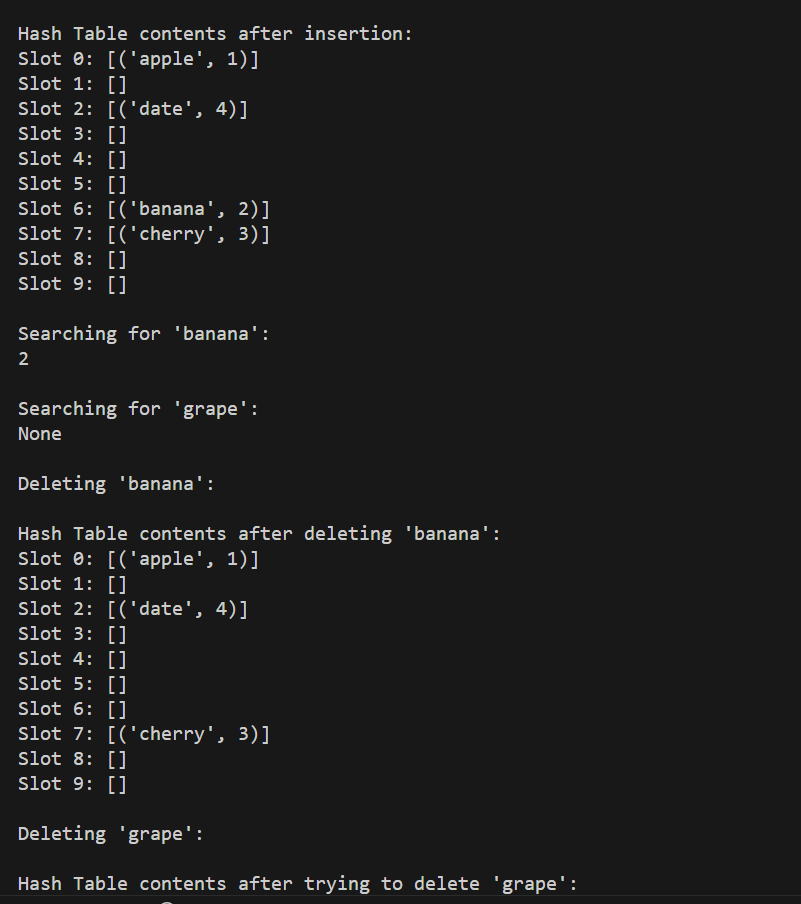 Hash Table contents after insertion:
Slot 0: [('apple', 1)]
Slot 1: []
Slot 2: [('date', 4)]
Slot 3: []
Slot 4: []
Slot 5: []
Slot 6: [('banana', 2)]
Slot 7: [('cherry', 3)]
Slot 8: []
Slot 9: []
Searching for 'banana':
2
Searching for 'grape':
None
Deleting 'banana':
Hash Table contents after deleting 'banana':
Slot 0: [('apple', 1)]
Slot 1: []
Slot 2: [('date', 4)]
Slot 3: []
Slot 4: []
Slot 5: []
Slot 6: []
Slot 7: [('cherry', 3)]
Slot 8: []
Slot 9: []
Deleting 'grape':
Hash Table contents after trying to delete 'grape':